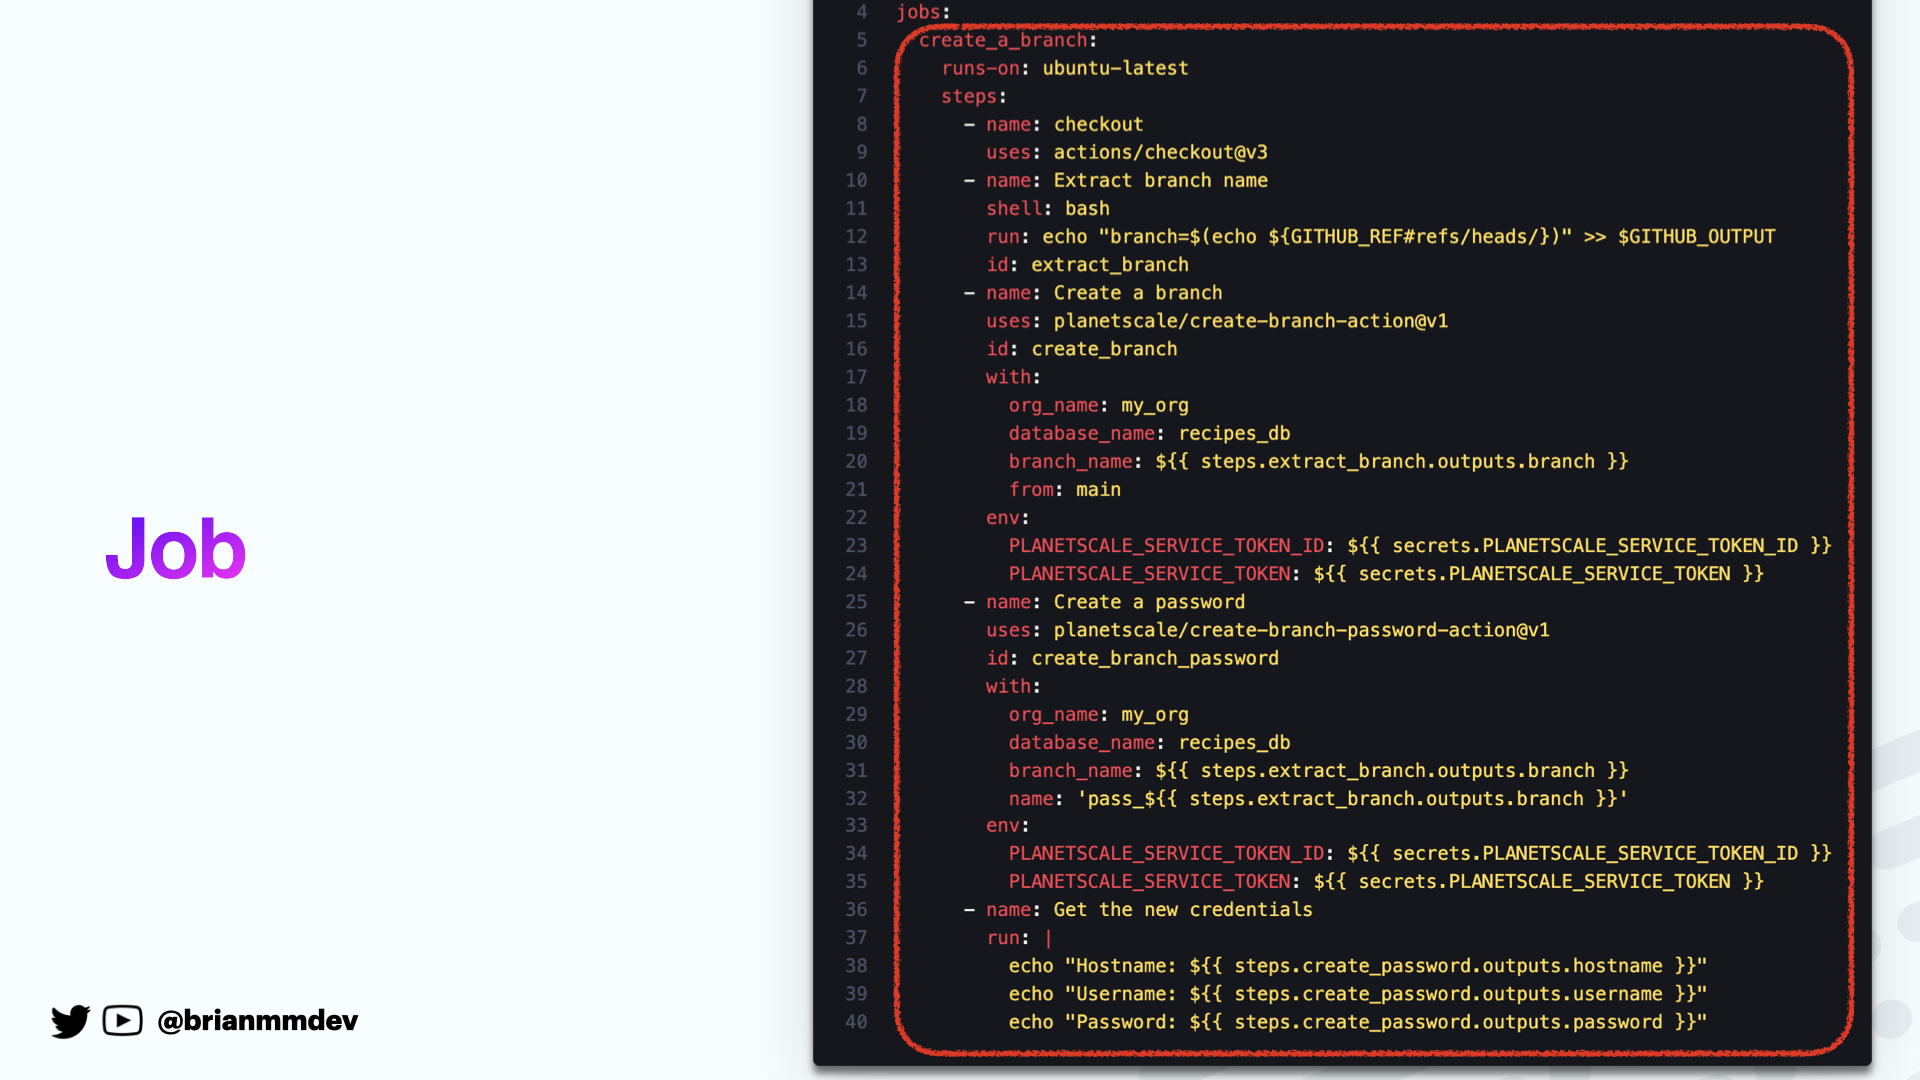 Job
@brianmmdev
4 jobs:
5   create_a_branch:
6     runs-on: ubuntu-latest
7     steps:
8       - name: checkout
9         uses: actions/checkout@v3
10       - name: Extract branch name
11         shell: bash
12         run: echo "branch=$(echo ${GITHUB_REF#refs/heads/})" >> $GITHUB_OUTPUT
13         id: extract_branch
14       - name: Create a branch
15         uses: planetscale/create-branch-action@v1
16         id: create_branch
17         with:
18           org_name: my_org
19           database_name: recipes_db
20           branch_name: ${{ steps.extract_branch.outputs.branch }}
21           from: main
22         env:
23           PLANETSCALE_SERVICE_TOKEN_ID: ${{ secrets.PLANETSCALE_SERVICE_TOKEN_ID }}
24           PLANETSCALE_SERVICE_TOKEN: ${{ secrets.PLANETSCALE_SERVICE_TOKEN }}
25       - name: Create a password
26         uses: planetscale/create-branch-password-action@v1
27         id: create_branch_password
28         with:
29           org_name: my_org
30           database_name: recipes_db
31           branch_name: ${{ steps.extract_branch.outputs.branch }}
32           name: 'pass_${{ steps.extract_branch.outputs.branch }}'
33         env:
34           PLANETSCALE_SERVICE_TOKEN_ID: ${{ secrets.PLANETSCALE_SERVICE_TOKEN_ID }}
35           PLANETSCALE_SERVICE_TOKEN: ${{ secrets.PLANETSCALE_SERVICE_TOKEN }}
36       - name: Get the new credentials
37         run: |
38           echo "Hostname: ${{ steps.create_password.outputs.hostname }}"
39           echo "Username: ${{ steps.create_password.outputs.username }}"
40           echo "Password: ${{ steps.create_password.outputs.password }}"